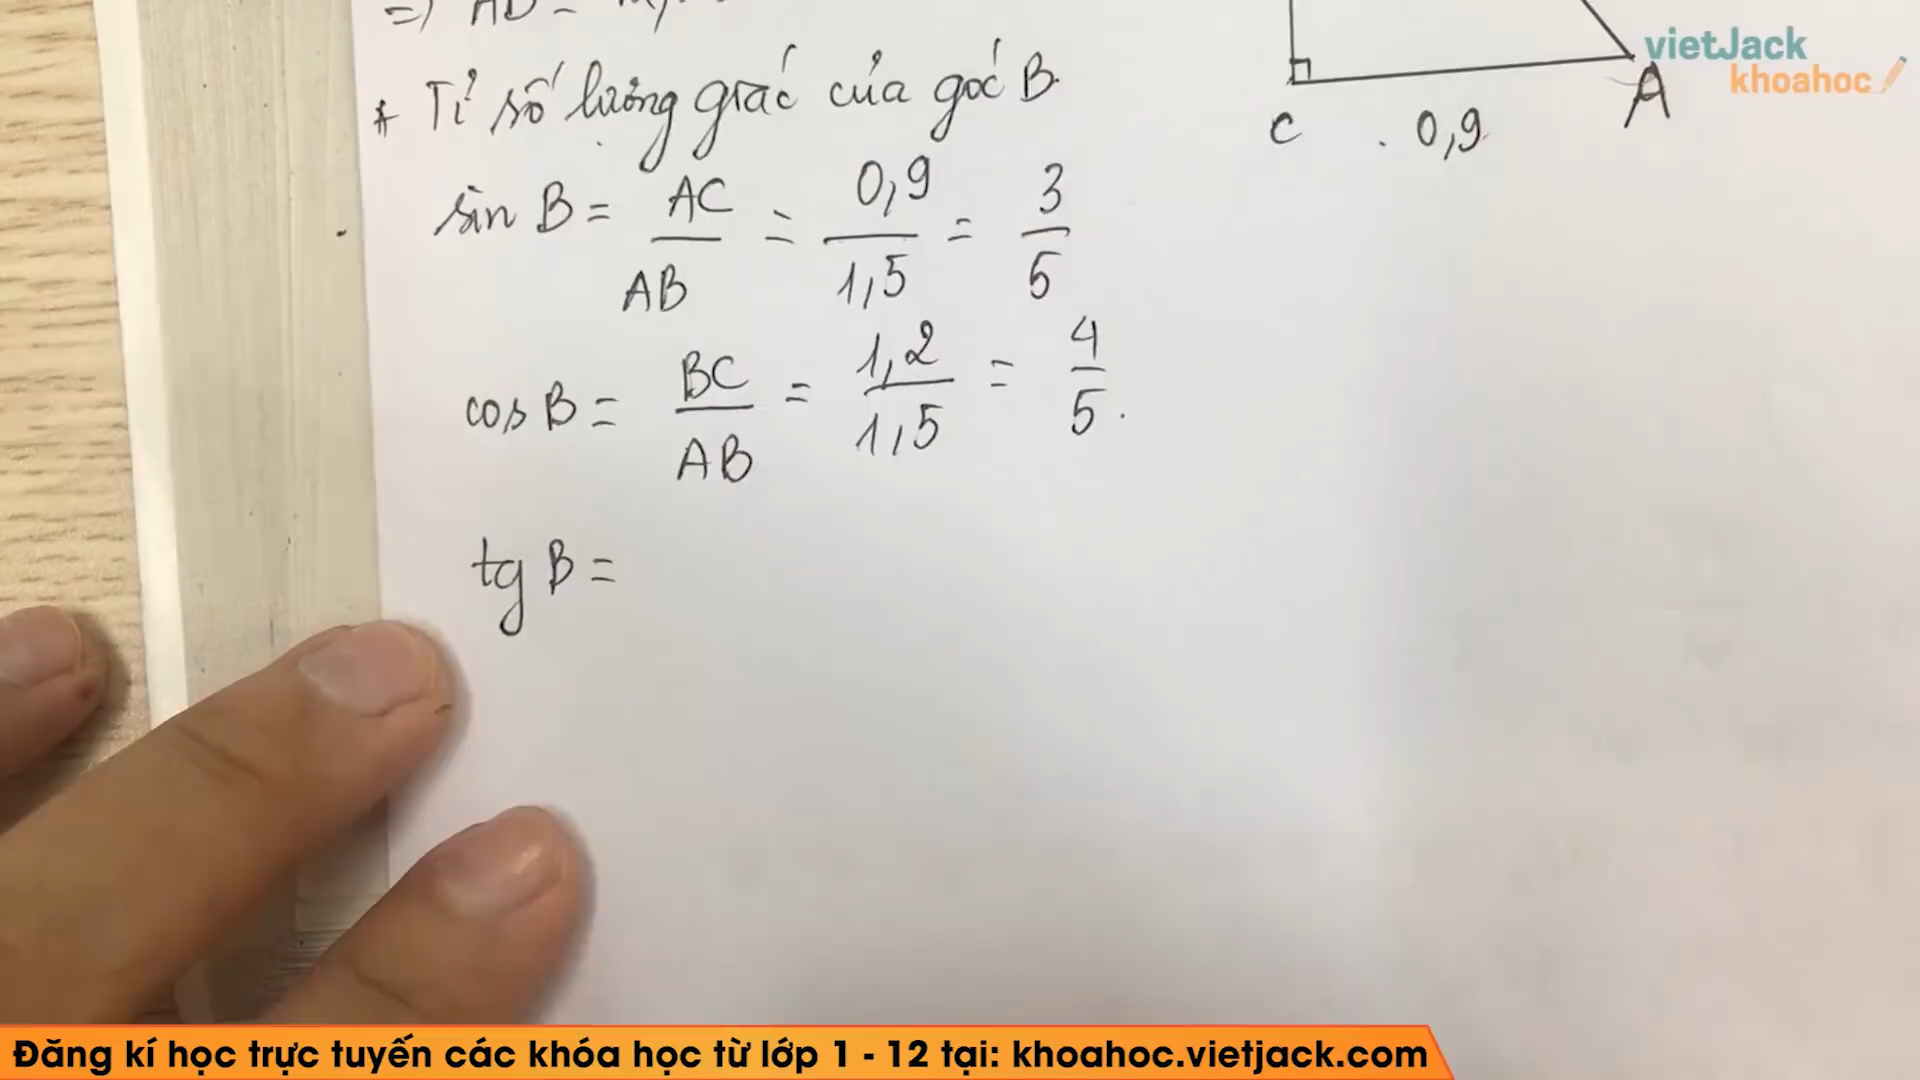 * Tỉ số lượng giác của góc B.
sin B = AC/AB = 0,9/1,5 = 3/5
cos B = BC/AB = 1,2/1,5 = 4/5.
tg B =
C
0,9
A
vietJack
khoahoc
Đăng kí học trực tuyến các khóa học từ lớp 1 - 12 tại: khoahoc.vietjack.com